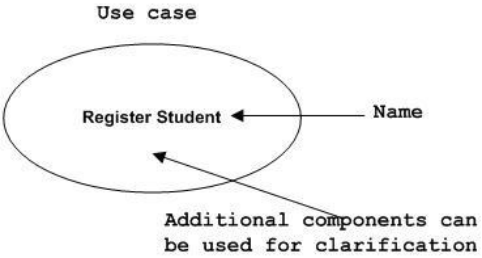 Use case
Register Student
Name
Additional components can
be used for clarification